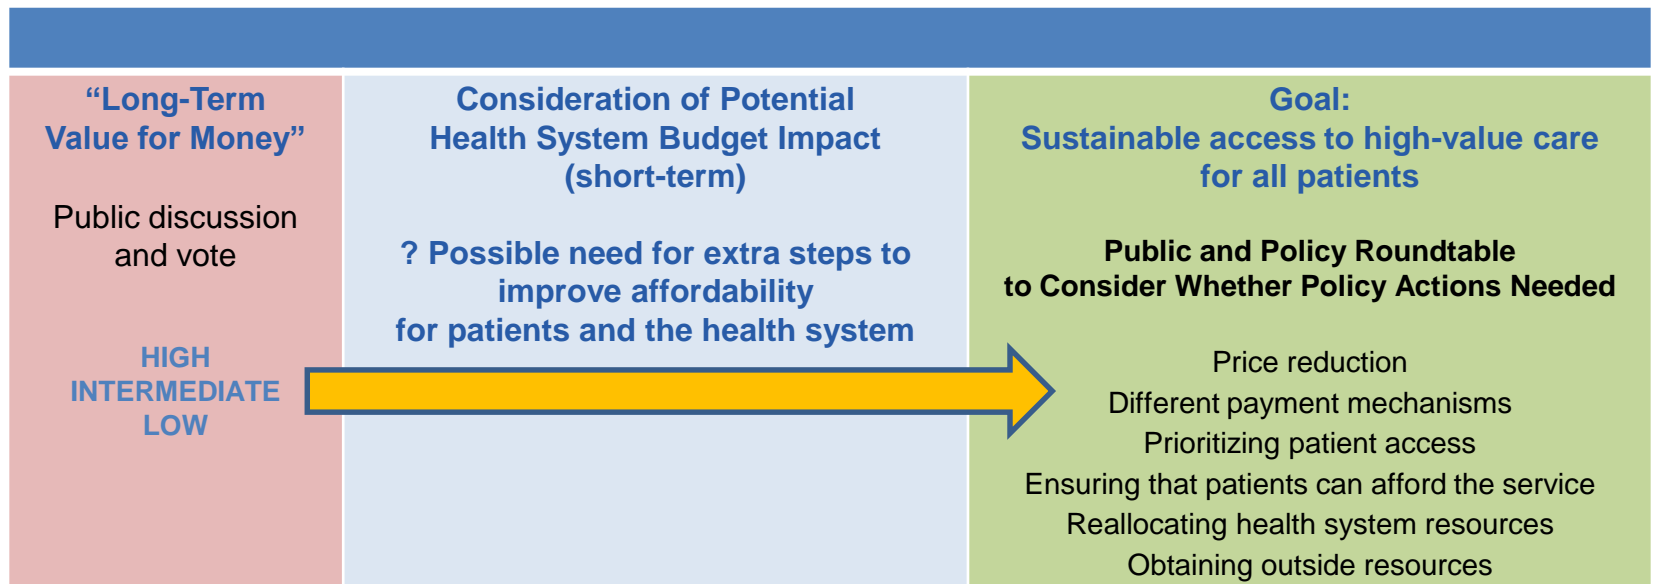 “Long-Term
Value for Money”
Public discussion
and vote
HIGH
INTERMEDIATE
LOW
Consideration of Potential
Health System Budget Impact
(short-term)
? Possible need for extra steps to
improve affordability
for patients and the health system
Goal:
Sustainable access to high-value care
for all patients
Public and Policy Roundtable
to Consider Whether Policy Actions Needed
Price reduction
Different payment mechanisms
Prioritizing patient access
Ensuring that patients can afford the service
Reallocating health system resources
Obtaining outside resources